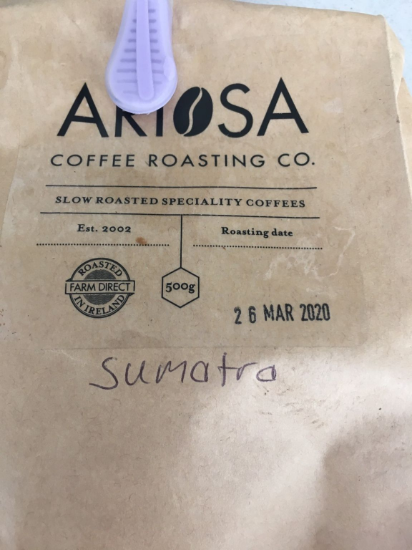 ARIOSA
COFFEE ROASTING CO.
SLOW ROASTED SPECIALITY COFFEES
Est. 2002
Roasting date
ROASTED
FARM DIRECT
IN IRELAND
500g
26 MAR 2020
Sumatra